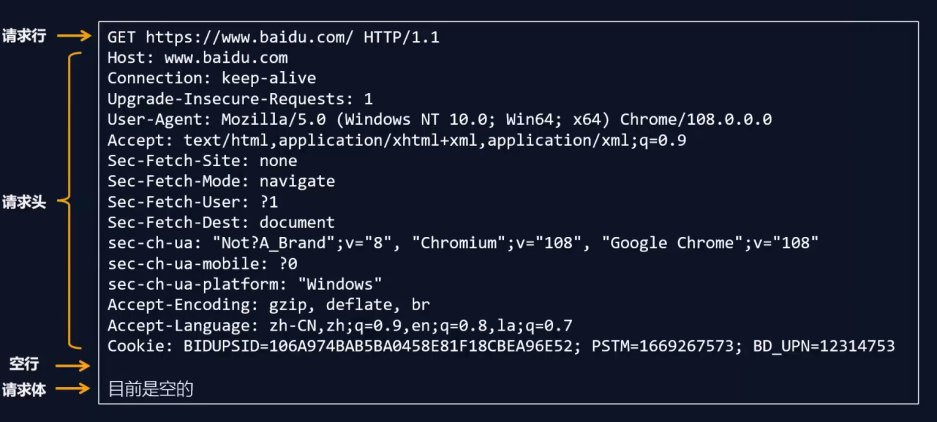 请求行
GET https://www.baidu.com/ HTTP/1.1
Host: www.baidu.com
Connection: keep-alive
Upgrade-Insecure-Requests: 1
User-Agent: Mozilla/5.0 (Windows NT 10.0; Win64; x64) Chrome/108.0.0.0
Accept: text/html,application/xhtml+xml,application/xml;q=0.9
Sec-Fetch-Site: none
Sec-Fetch-Mode: navigate
请求头
Sec-Fetch-User: ?1
Sec-Fetch-Dest: document
sec-ch-ua: "Not?A_Brand";v="8", "Chromium";v="108", "Google Chrome";v="108"
sec-ch-ua-mobile: ?0
sec-ch-ua-platform: "Windows"
Accept-Encoding: gzip, deflate, br
Accept-Language: zh-CN,zh;q=0.9,en;q=0.8,la;q=0.7
Cookie: BIDUPSID=106A974BAB5BA0458E81F18CBEA96E52; PSTM=1669267573; BD_UPN=12314753
空行
请求体
目前是空的